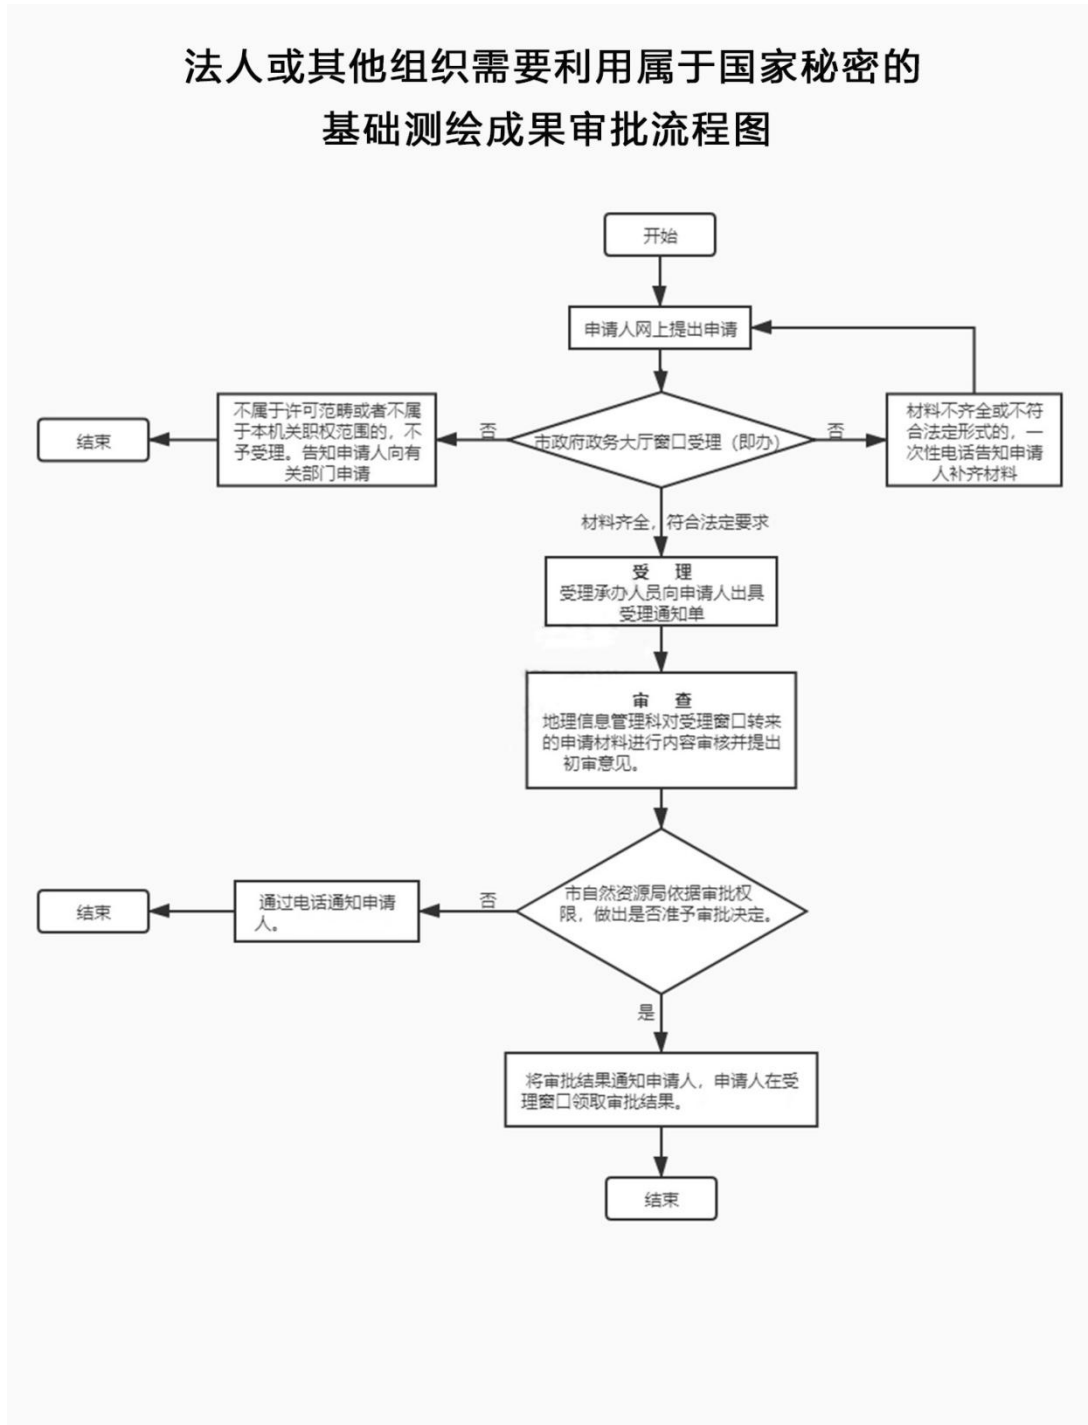 法人或其他组织需要利用属于国家秘密的
基础测绘成果审批流程图
开始
申请人网上提出申请
不属于许可范畴或者不属
于本机关职权范围的，不
予受理。告知申请人向有
关部门申请
结束
否
市政府政务大厅窗口受理（即办）
否
材料不齐全或不符
合法定形式的，一
次性电话告知申请
人补齐材料
材料齐全，符合法定要求
受 理
受理承办人员向申请人出具
受理通知单
审 查
地理信息管理科对受理窗口转来
的申请材料进行内容审核并提出
初审意见。
市自然资源局依据审批权
限，做出是否准予审批决定。
否
通过电话通知申请
人。
结束
是
将审批结果通知申请人，申请人在受
理窗口领取审批结果。
结束